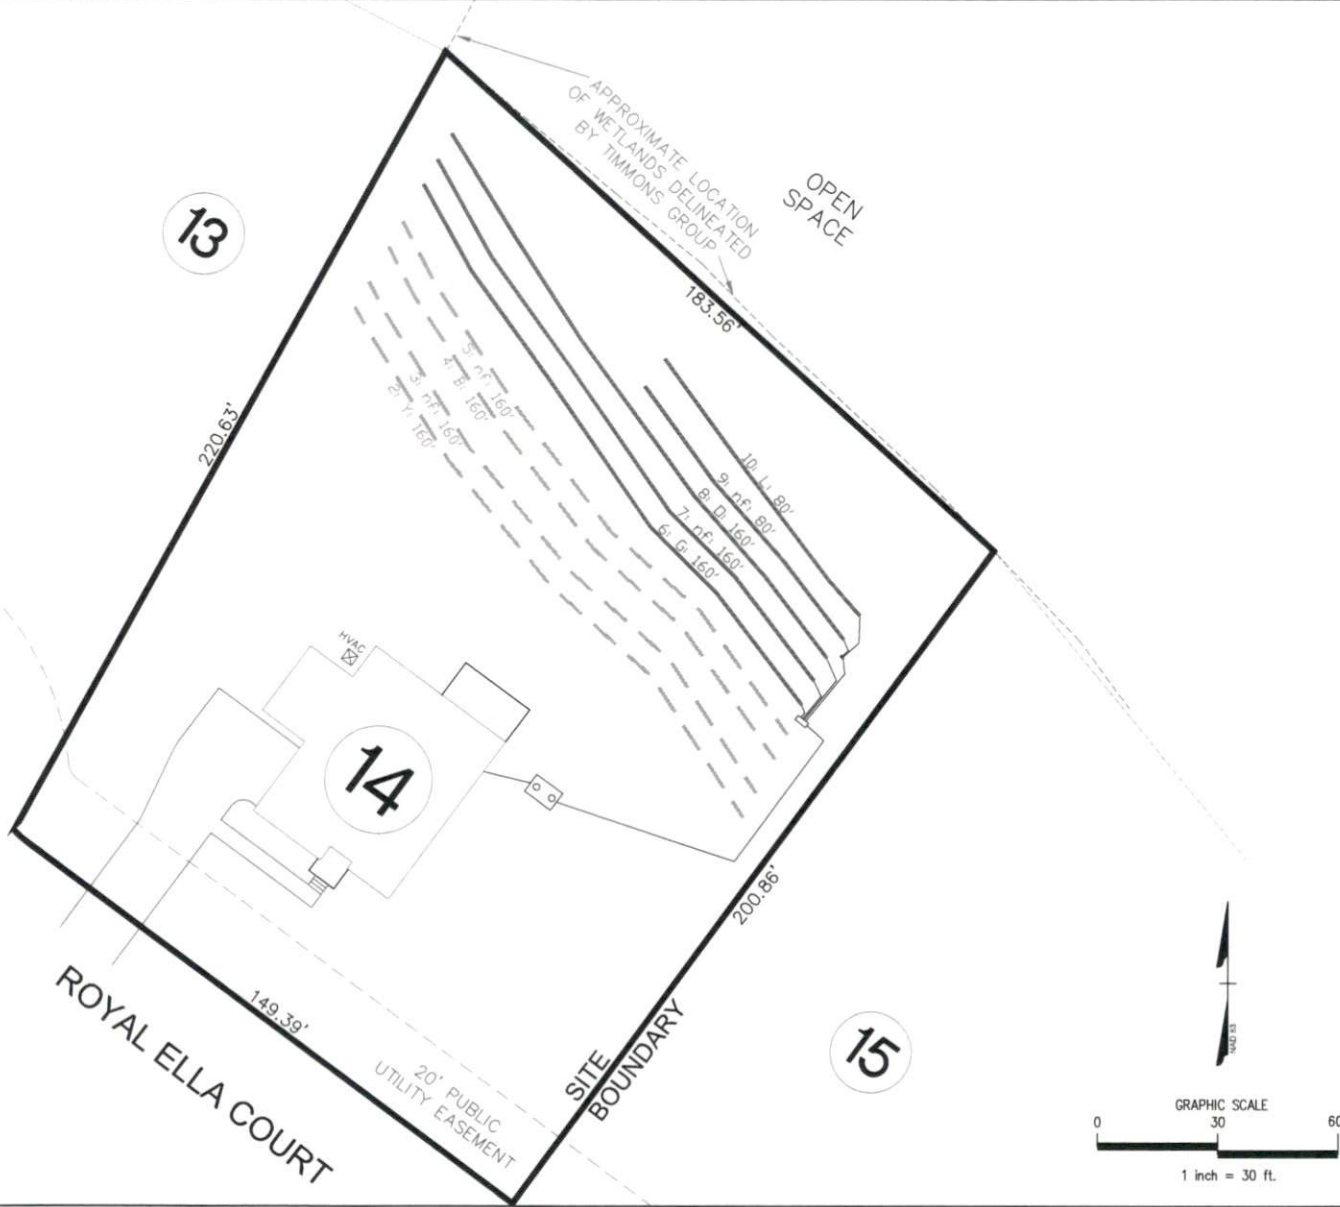 APPROXIMATE LOCATION
OF WETLANDS DELINEATED
BY TIMMONS GROUP
OPEN
SPACE
13
183.56'
220.63'
5: nf: 160'
4: B: 160'
3: nf: 160'
2: Y: 160'
10: L: 80'
9: nf: 80'
8: D: 160'
7: nf: 160'
6: G: 160'
HVAC
14
200.86'
149.39'
ROYAL ELLA COURT
20' PUBLIC
UTILITY EASEMENT
SITE
BOUNDARY
15
NAD 83
GRAPHIC SCALE
0 30 60
1 inch = 30 ft.